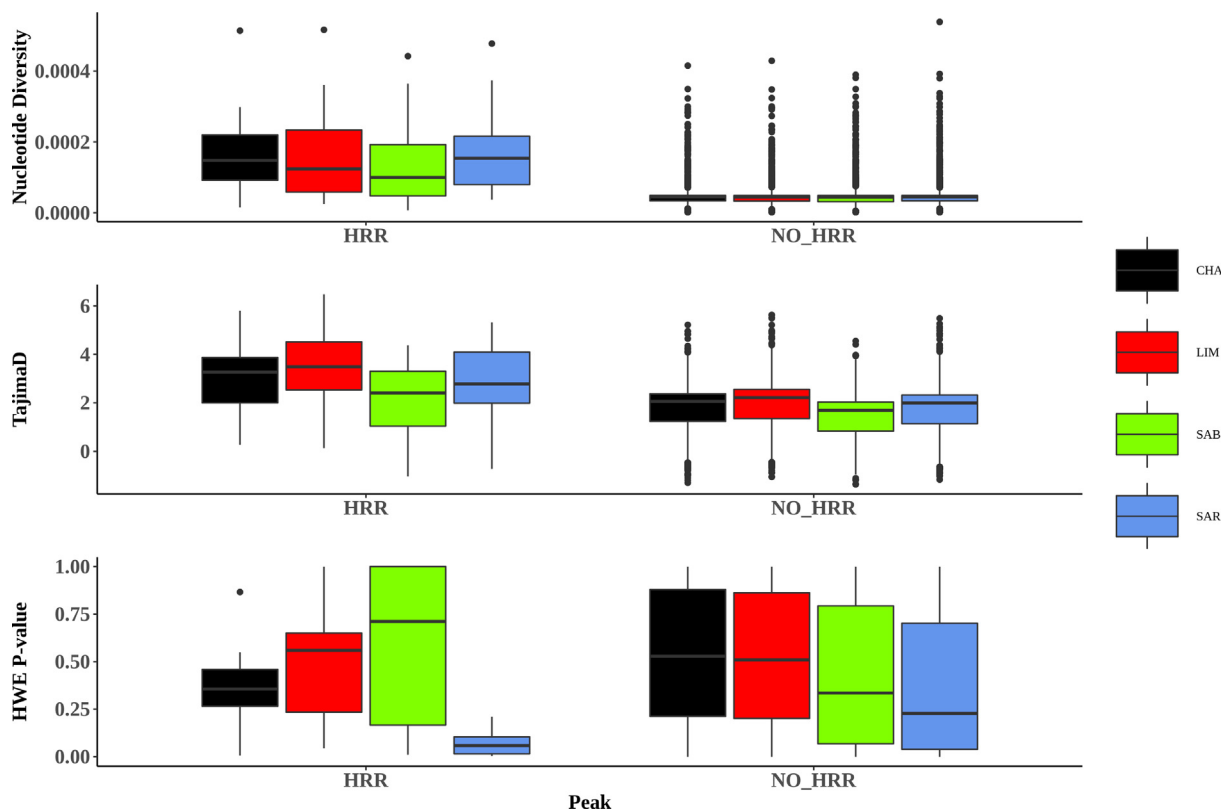 Nucleotide Diversity
0.0004
0.0002
0.0000
HRR
NO_HRR
TajimaD
6
4
2
0
HRR
NO_HRR
HWE P-value
1.00
0.75
0.50
0.25
0.00
HRR
NO_HRR
Peak
CHA
LIM
SAB
SAR